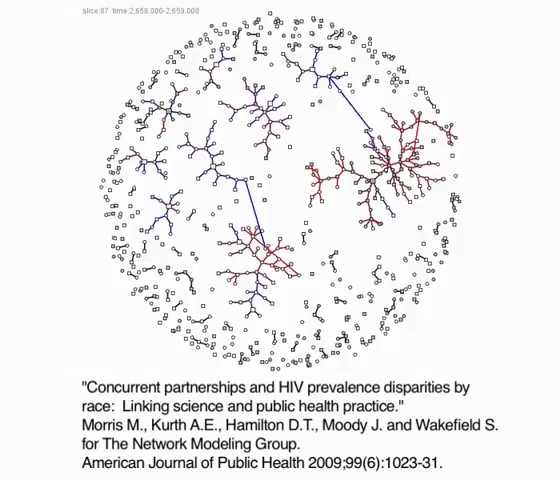 slice:87 time:2,658.000-2,659.000
"Concurrent partnerships and HIV prevalence disparities by
race:  Linking science and public health practice."
Morris M., Kurth A.E., Hamilton D.T., Moody J. and Wakefield S.
for The Network Modeling Group.
American Journal of Public Health 2009;99(6):1023-31.